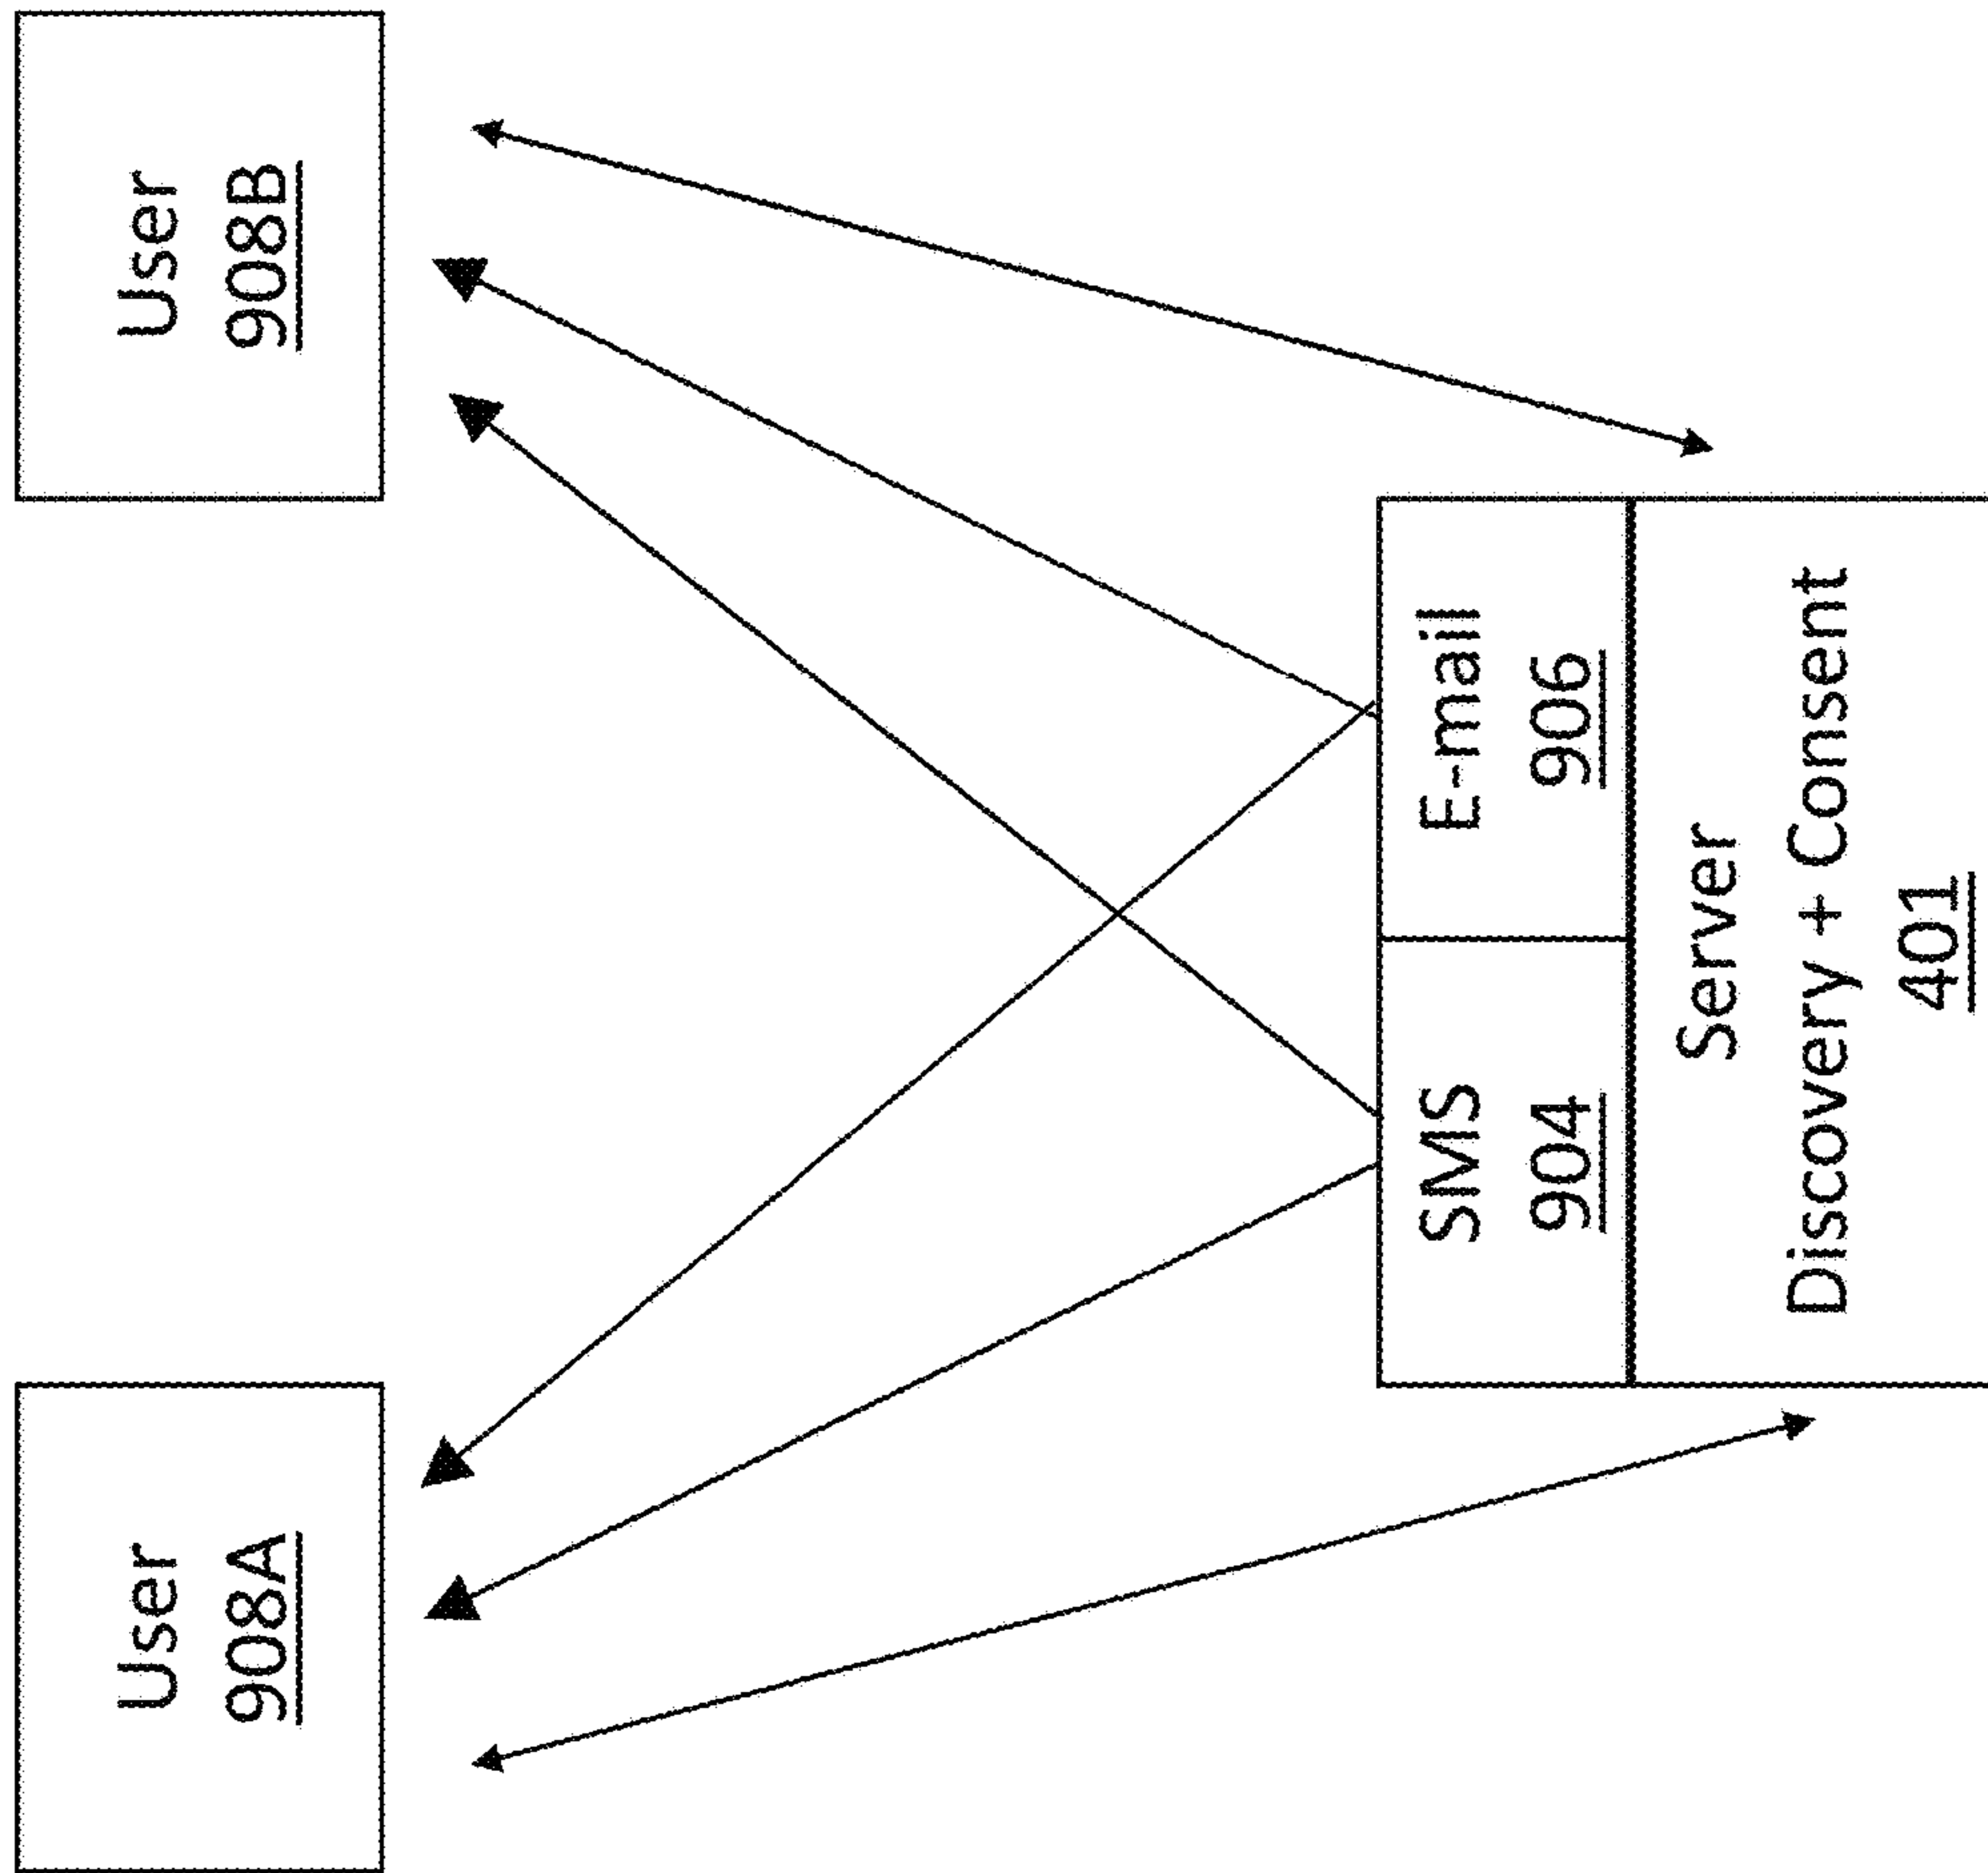 User
908A
User
908B
SMS
904
E-mail
906
Server
Discovery + Consent
401